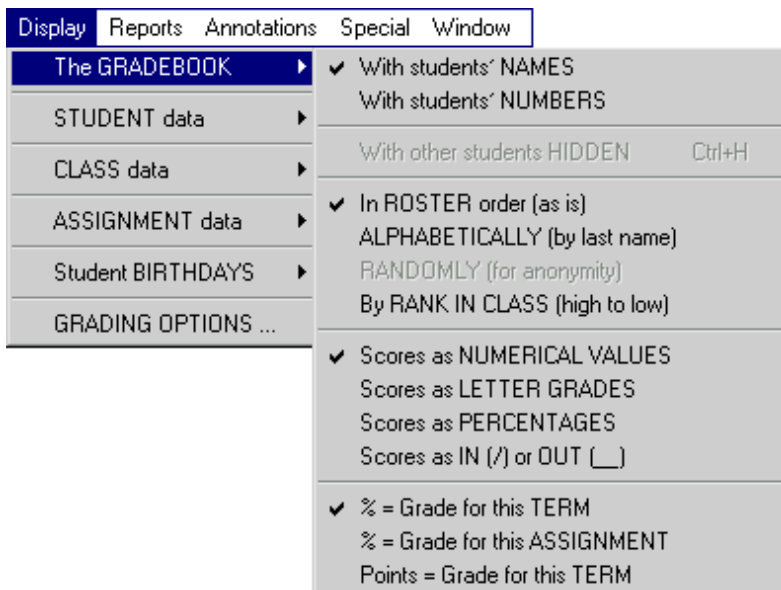 Display Reports Annotations Special Window
The GRADEBOOK
STUDENT data
CLASS data
ASSIGNMENT data
Student BIRTHDAYS
GRADING OPTIONS ...
✓ With students´ NAMES
With students´ NUMBERS
With other students HIDDEN Ctrl+H
✓ In ROSTER order (as is)
ALPHABETICALLY (by last name)
RANDOMLY (for anonymity)
By RANK IN CLASS (high to low)
✓ Scores as NUMERICAL VALUES
Scores as LETTER GRADES
Scores as PERCENTAGES
Scores as IN (/) or OUT (__)
✓ % = Grade for this TERM
% = Grade for this ASSIGNMENT
Points = Grade for this TERM